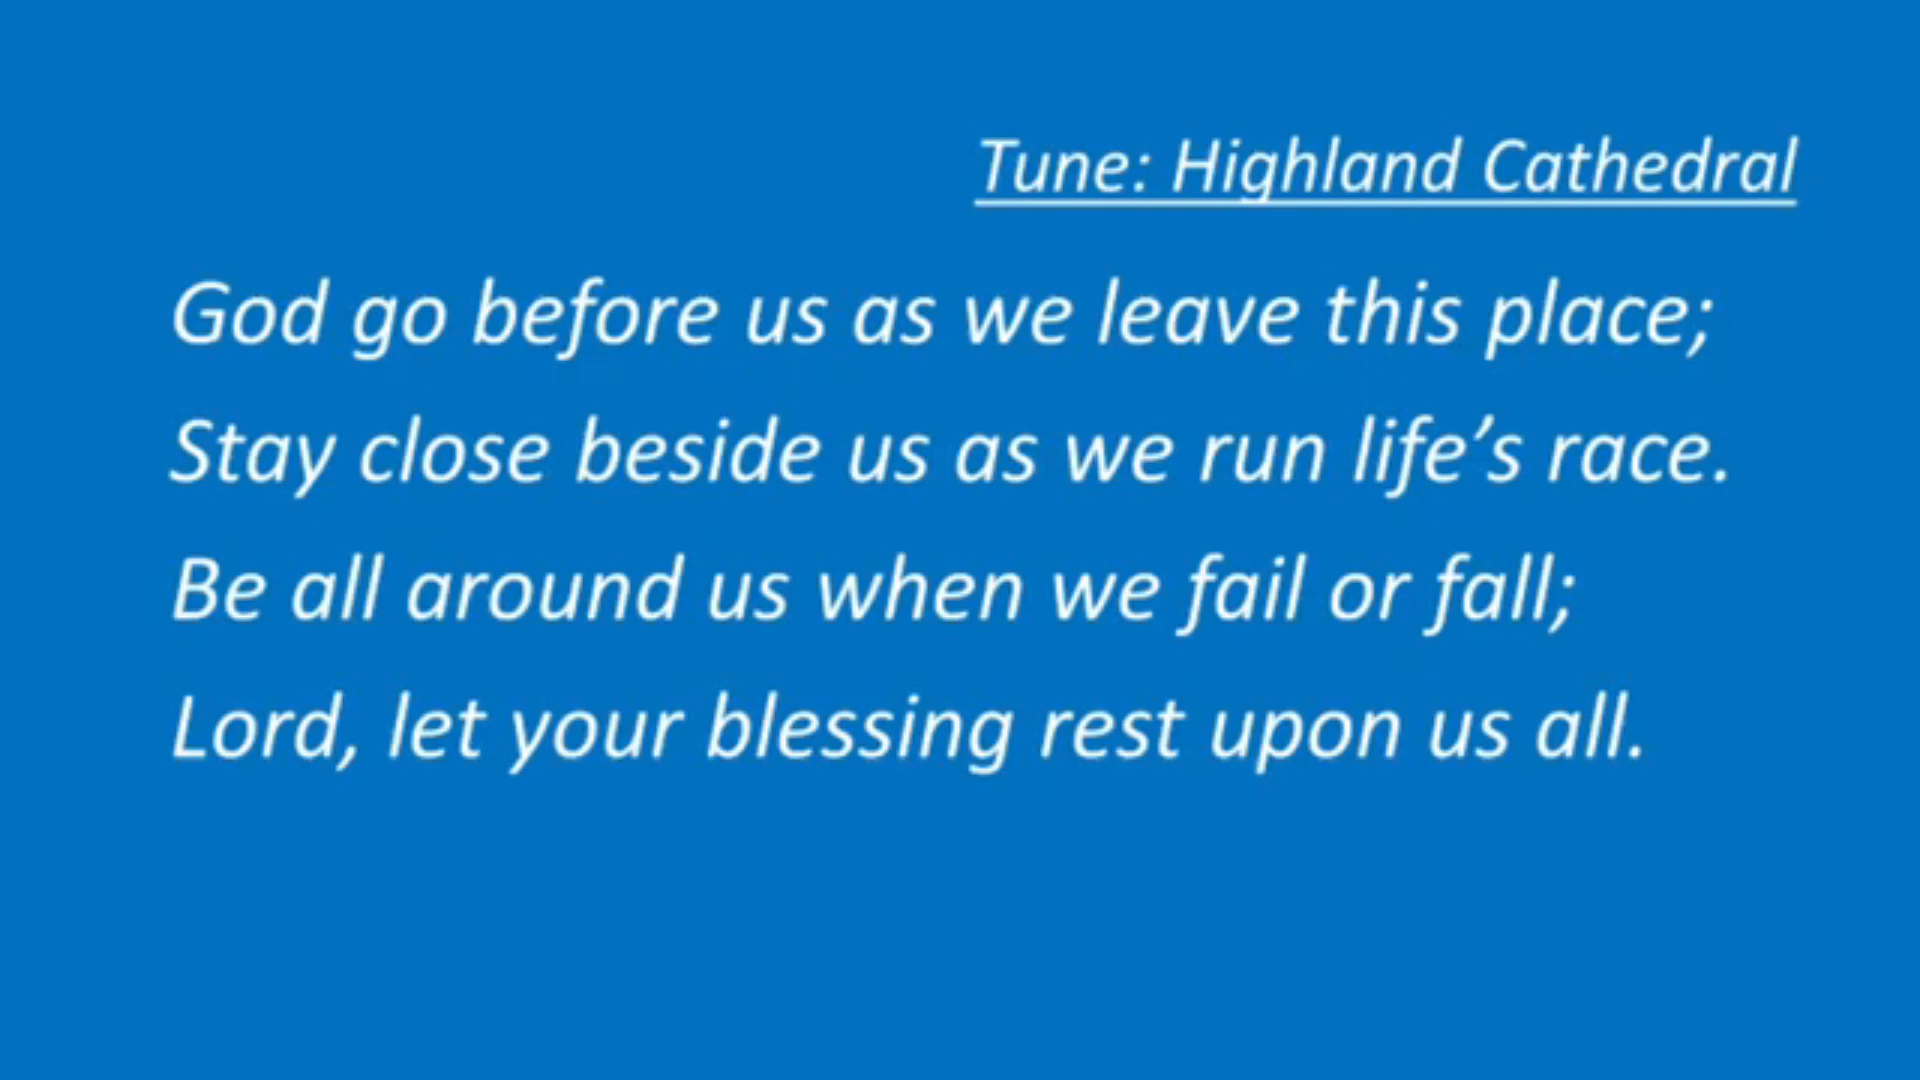 Tune: Highland Cathedral
God go before us as we leave this place;
Stay close beside us as we run life’s race.
Be all around us when we fail or fall;
Lord, let your blessing rest upon us all.